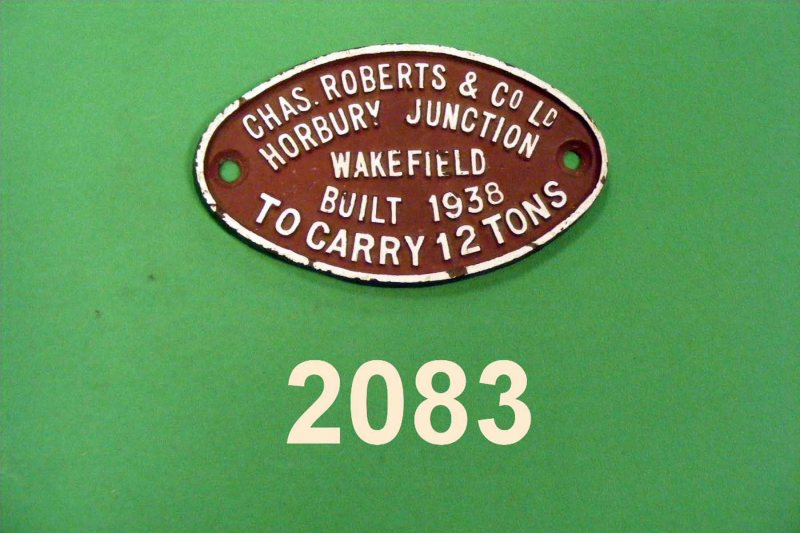 CHAS. ROBERTS & CO LD
HORBURY JUNCTION
WAKEFIELD
BUILT 1938
TO CARRY 12 TONS
2083